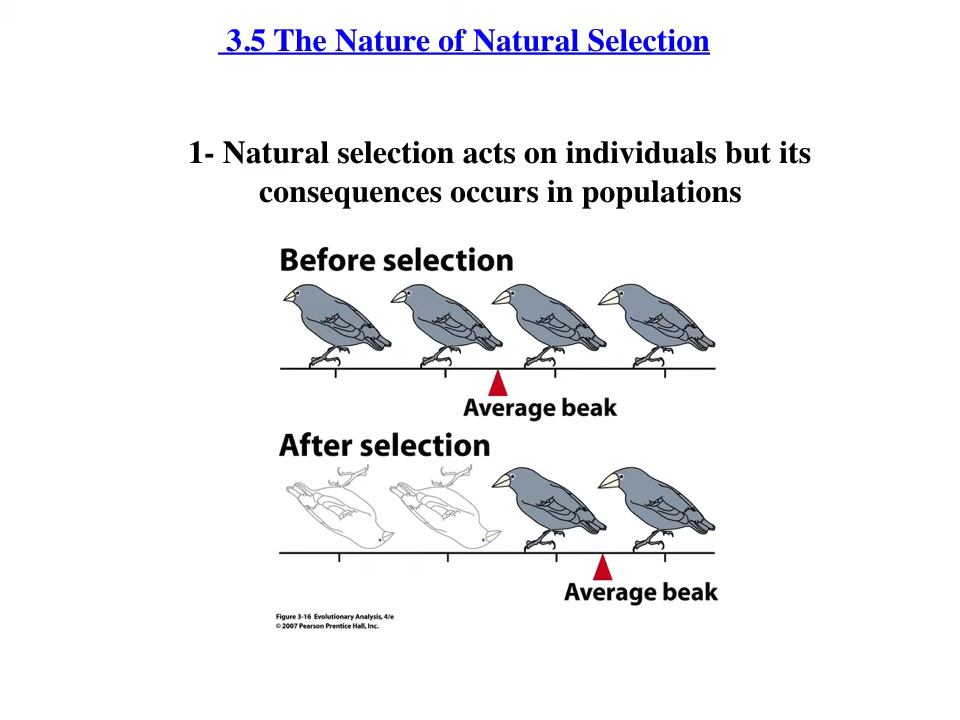 3.5 The Nature of Natural Selection
1- Natural selection acts on individuals but its
consequences occurs in populations
Before selection
Average beak
After selection
Average beak
Figure 3-16 Evolutionary Analysis, 4/e
© 2007 Pearson Prentice Hall, Inc.